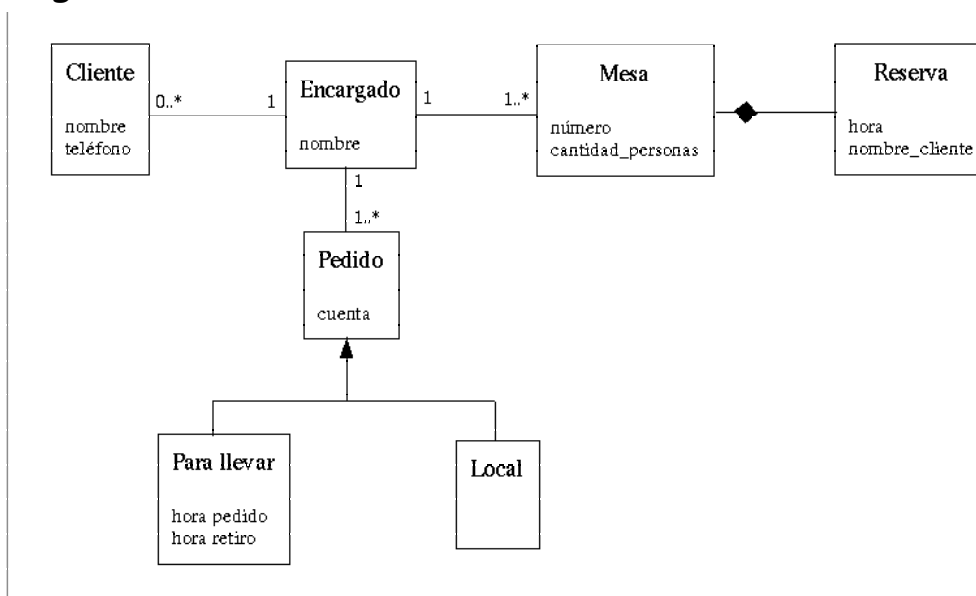 Cliente
nombre
teléfono
0..*
1
Encargado
nombre
1
1..*
Mesa
número
cantidad_personas
Reserva
hora
nombre_cliente
1
1..*
Pedido
cuenta
Para llevar
hora pedido
hora retiro
Local